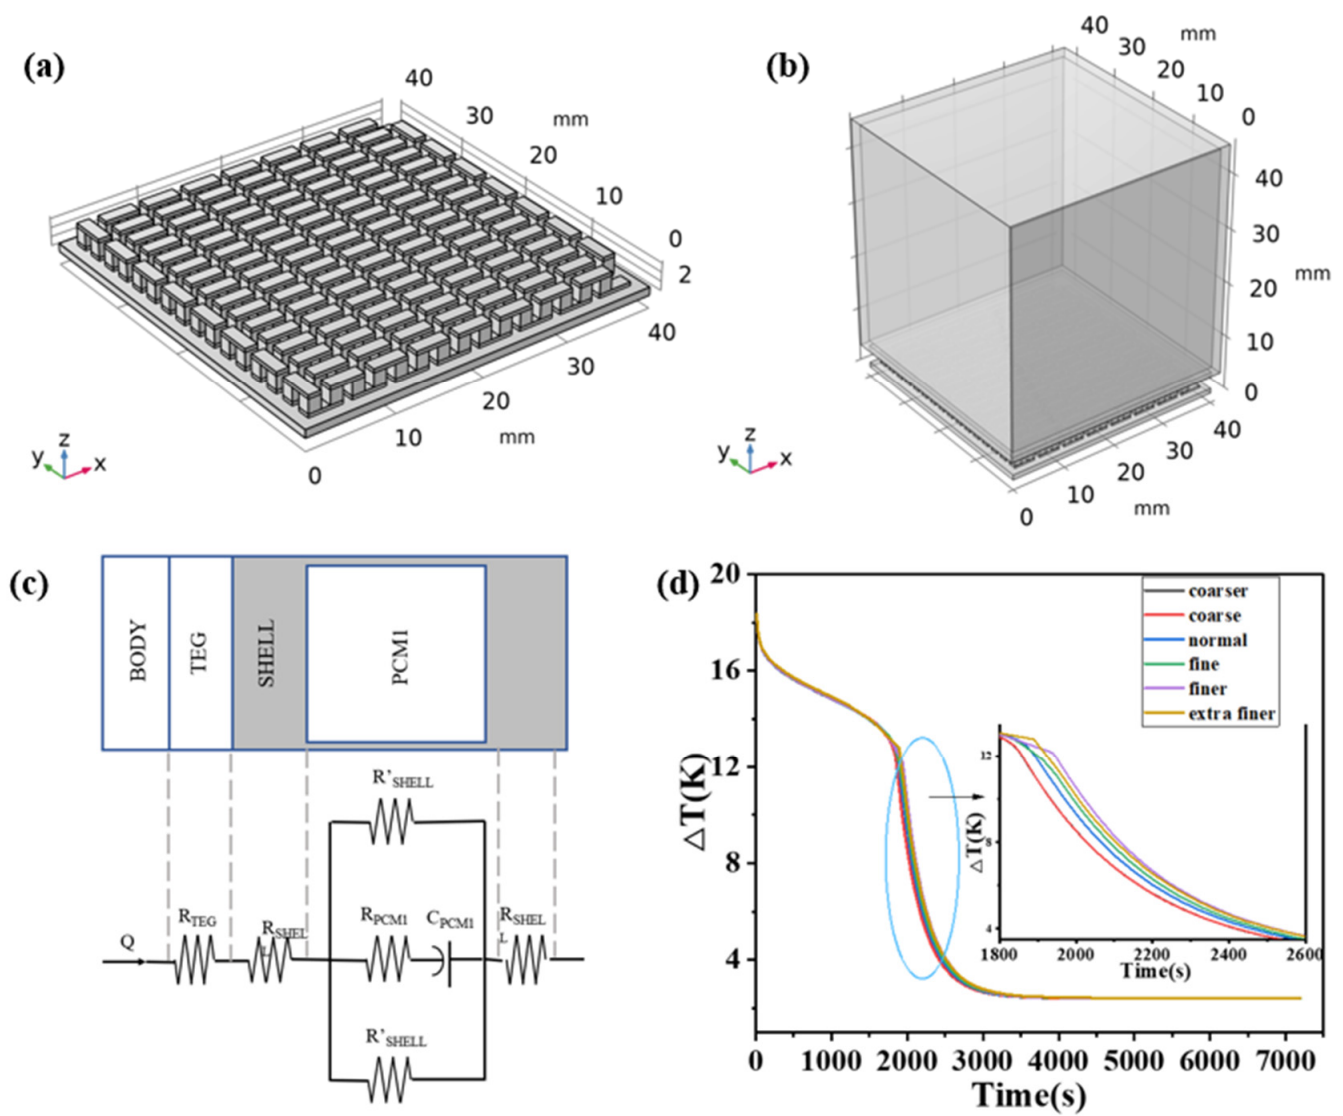 (a)
40
30
mm
20
10
0
2
40
30
20
mm
10
0
z
y
x
(b)
40
mm
30
20
10
0
40
30
mm
20
10
0
40
30
20
10
mm
0
z
y
x
(c)
BODY
TEG
SHELL
PCM1
R'SHELL
RTEG
RSHEL
L
RPCM1
CPCM1
RSHEL
L
Q
R'SHELL
(d)
20
16
12
8
4
△T(K)
0 1000 2000 3000 4000 5000 6000 7000
Time(s)
coarser
coarse
normal
fine
finer
extra finer
12
8
4
△T(K)
1800 2000 2200 2400 2600
Time(s)